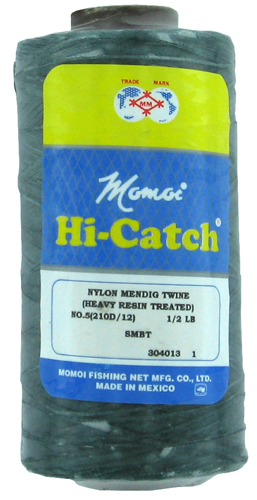 TRADE MARK
MM
Momoi
Hi-Catch®
NYLON MENDIG TWINE
(HEAVY RESIN TREATED)
NO.5(210D/12) 1/2 LB
SMBT
304013 1
MOMOI FISHING NET MFG. CO., LTD.
MADE IN MEXICO